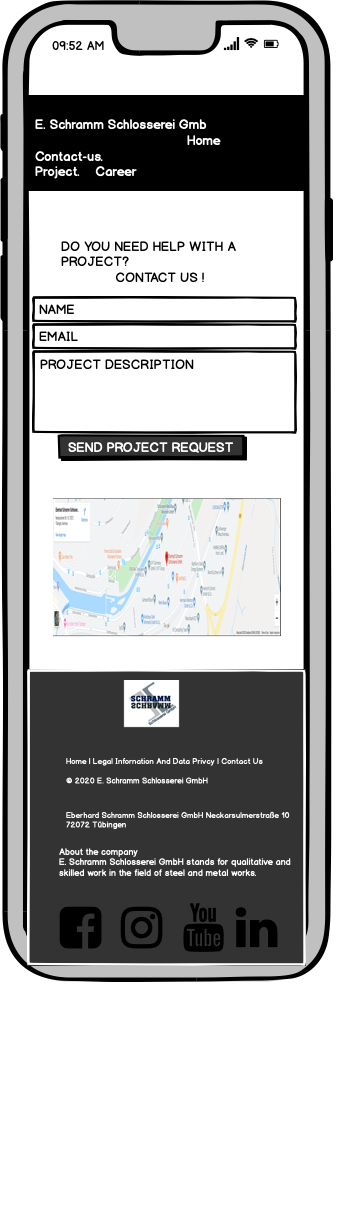 09:52 AM
E. Schramm Schlosserei Gmb
Home
Contact-us.
Project. Career
DO YOU NEED HELP WITH A
PROJECT?
CONTACT US !
NAME
EMAIL
PROJECT DESCRIPTION
SEND PROJECT REQUEST
SCHRAMM
Home | Legal Infornation And Data Privcy | Contact Us
© 2020 E. Schramm Schlosserei GmbH
Eberhard Schramm Schlosserei GmbH Neckarsulmerstraße 10
72072 Tübingen
About the company
E. Schramm Schlosserei GmbH stands for qualitative and
skilled work in the field of steel and metal works.
You
Tube
in